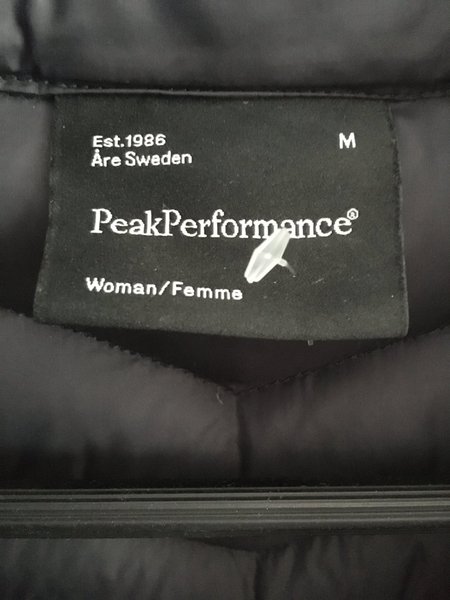 Est.1986
M
Åre Sweden
PeakPerformance®
Woman/Femme